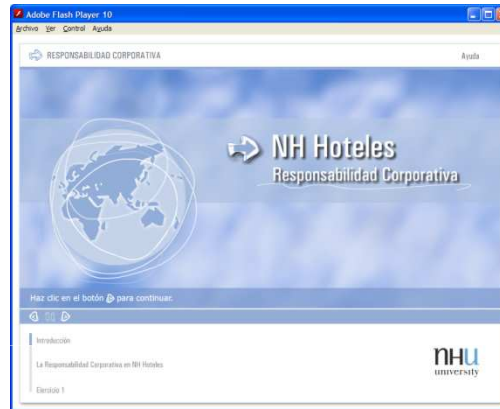 Adobe Flash Player 10
Archivo Ver Control Ayuda
RESPONSABILIDAD CORPORATIVA Ayuda
NH Hoteles
Responsabilidad Corporativa
Haz clic en el botón para continuar.
Introducción
La Responsabilidad Corporativa en NH Hoteles
Ejercicio 1
nHU
university